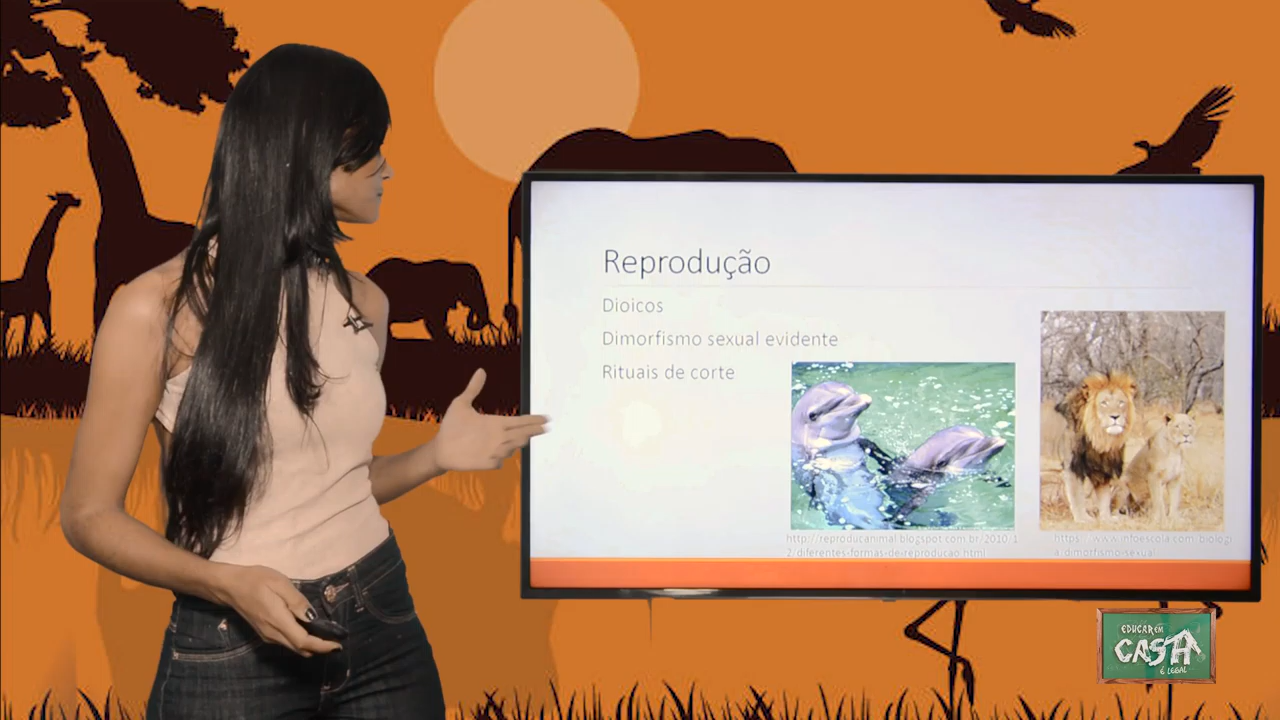 Reprodução
Dioicos
Dimorfismo sexual evidente
Rituais de corte
http://reproducanimal.blogspot.com.br/2010/1
2/diferentes-formas-de-reproducao.html
https://www.infoescola.com/biologi
a/dimorfismo-sexual
EDUCAR EM
CASA
É LEGAL